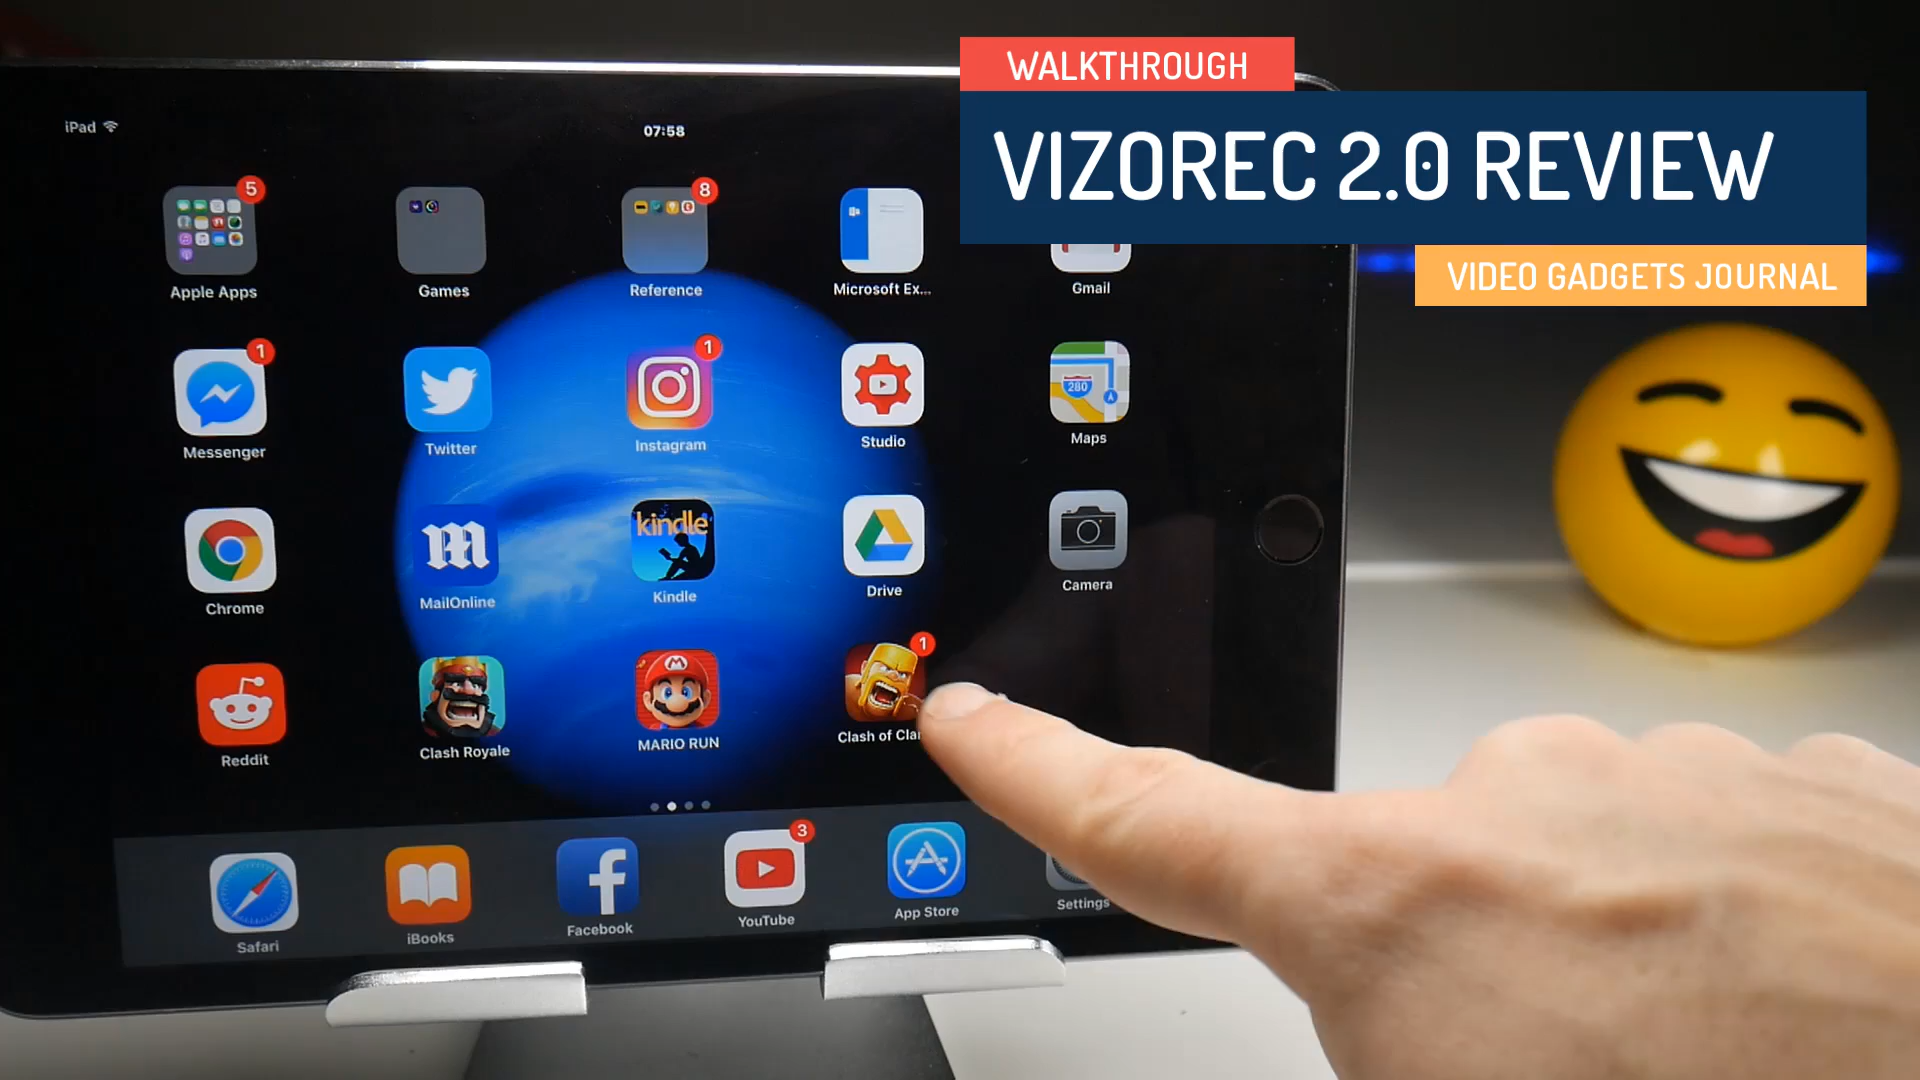 WALKTHROUGH
VIZOREC 2.0 REVIEW
VIDEO GADGETS JOURNAL
iPad
07:58
5
8
Apple Apps
Games
Reference
Microsoft Ex...
Gmail
1
1
280
Messenger
Twitter
Instagram
Studio
Maps
kindle
Chrome
MailOnline
Kindle
Drive
Camera
1
M
Reddit
Clash Royale
MARIO RUN
Clash of Cla
3
Safari
iBooks
Facebook
YouTube
App Store
Settings